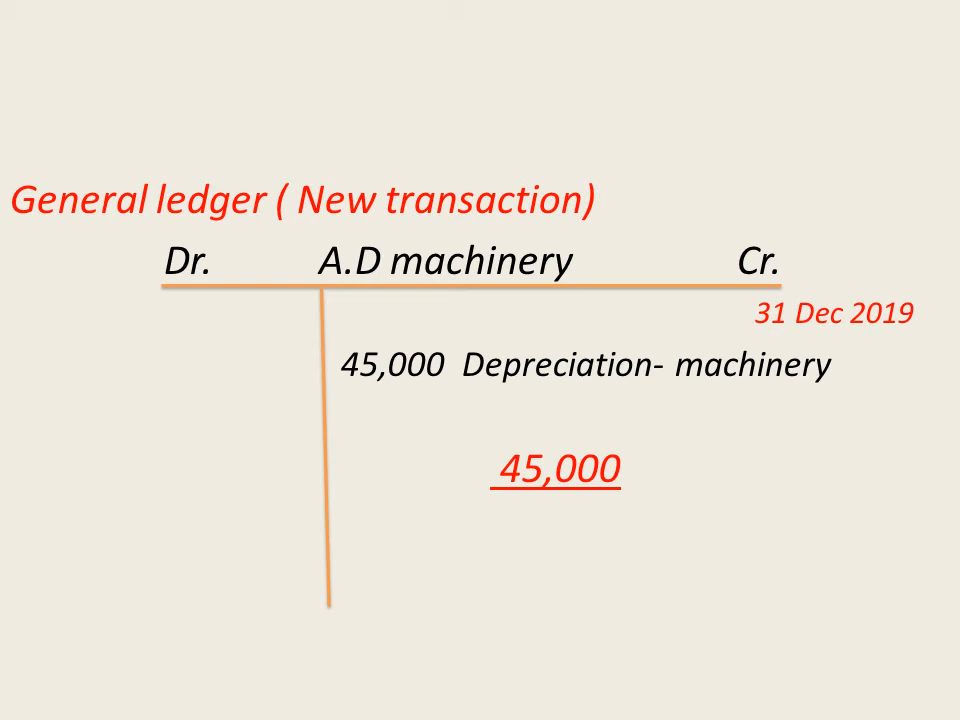 General ledger ( New transaction)
Dr. A.D machinery Cr.
31 Dec 2019
45,000 Depreciation- machinery
45,000